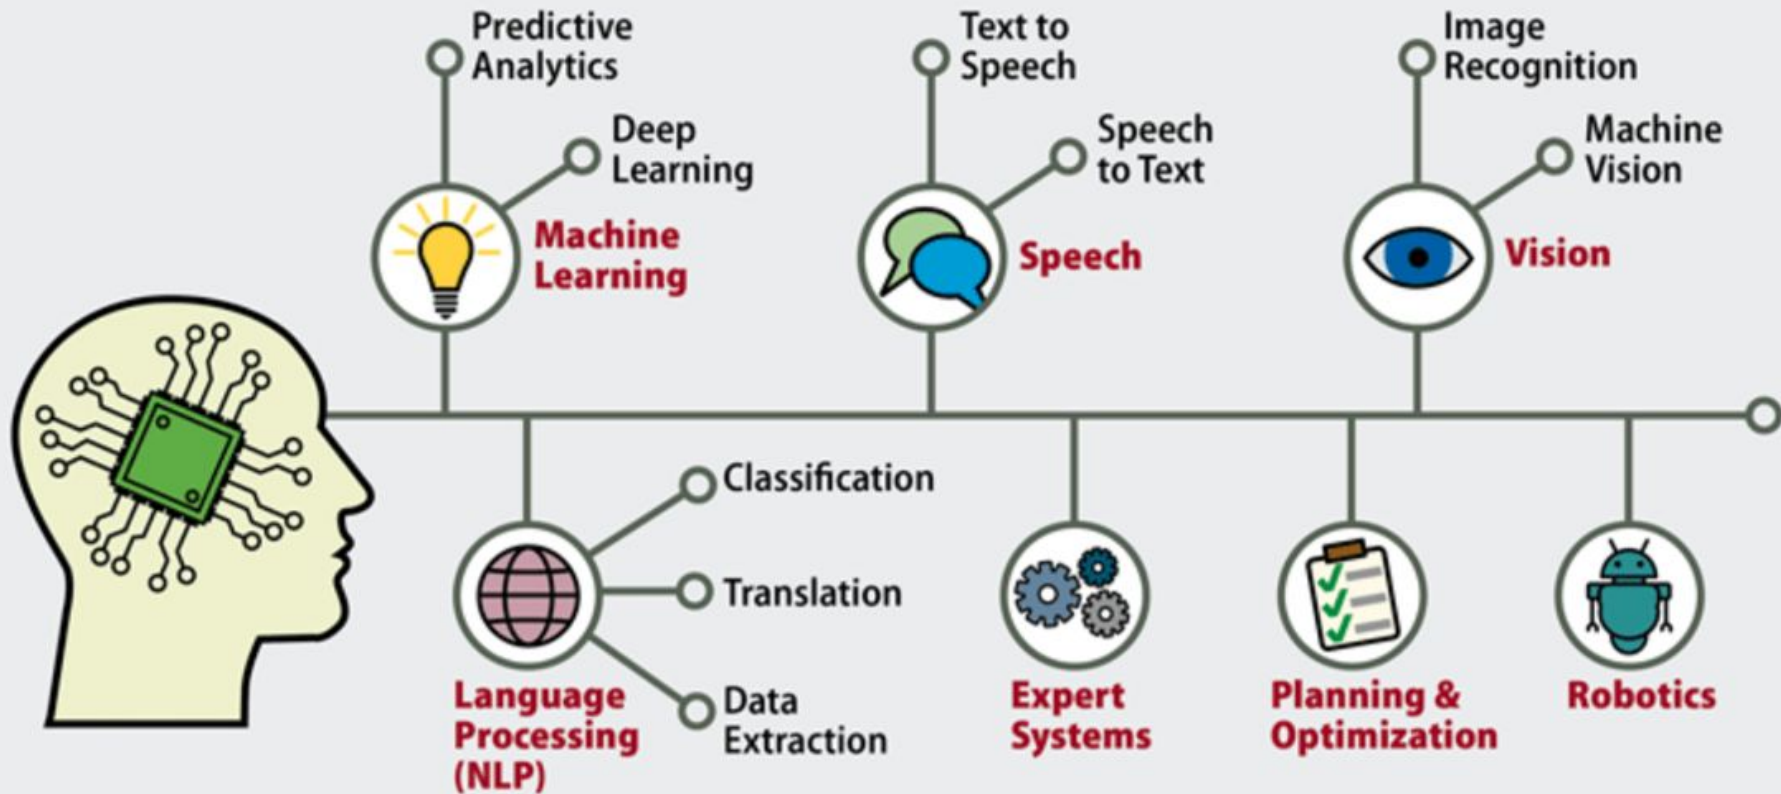 Predictive
Analytics
Deep
Learning
Machine
Learning
Text to
Speech
Speech
to Text
Speech
Image
Recognition
Machine
Vision
Vision
Classification
Translation
Data
Extraction
Language
Processing
(NLP)
Expert
Systems
Planning &
Optimization
Robotics